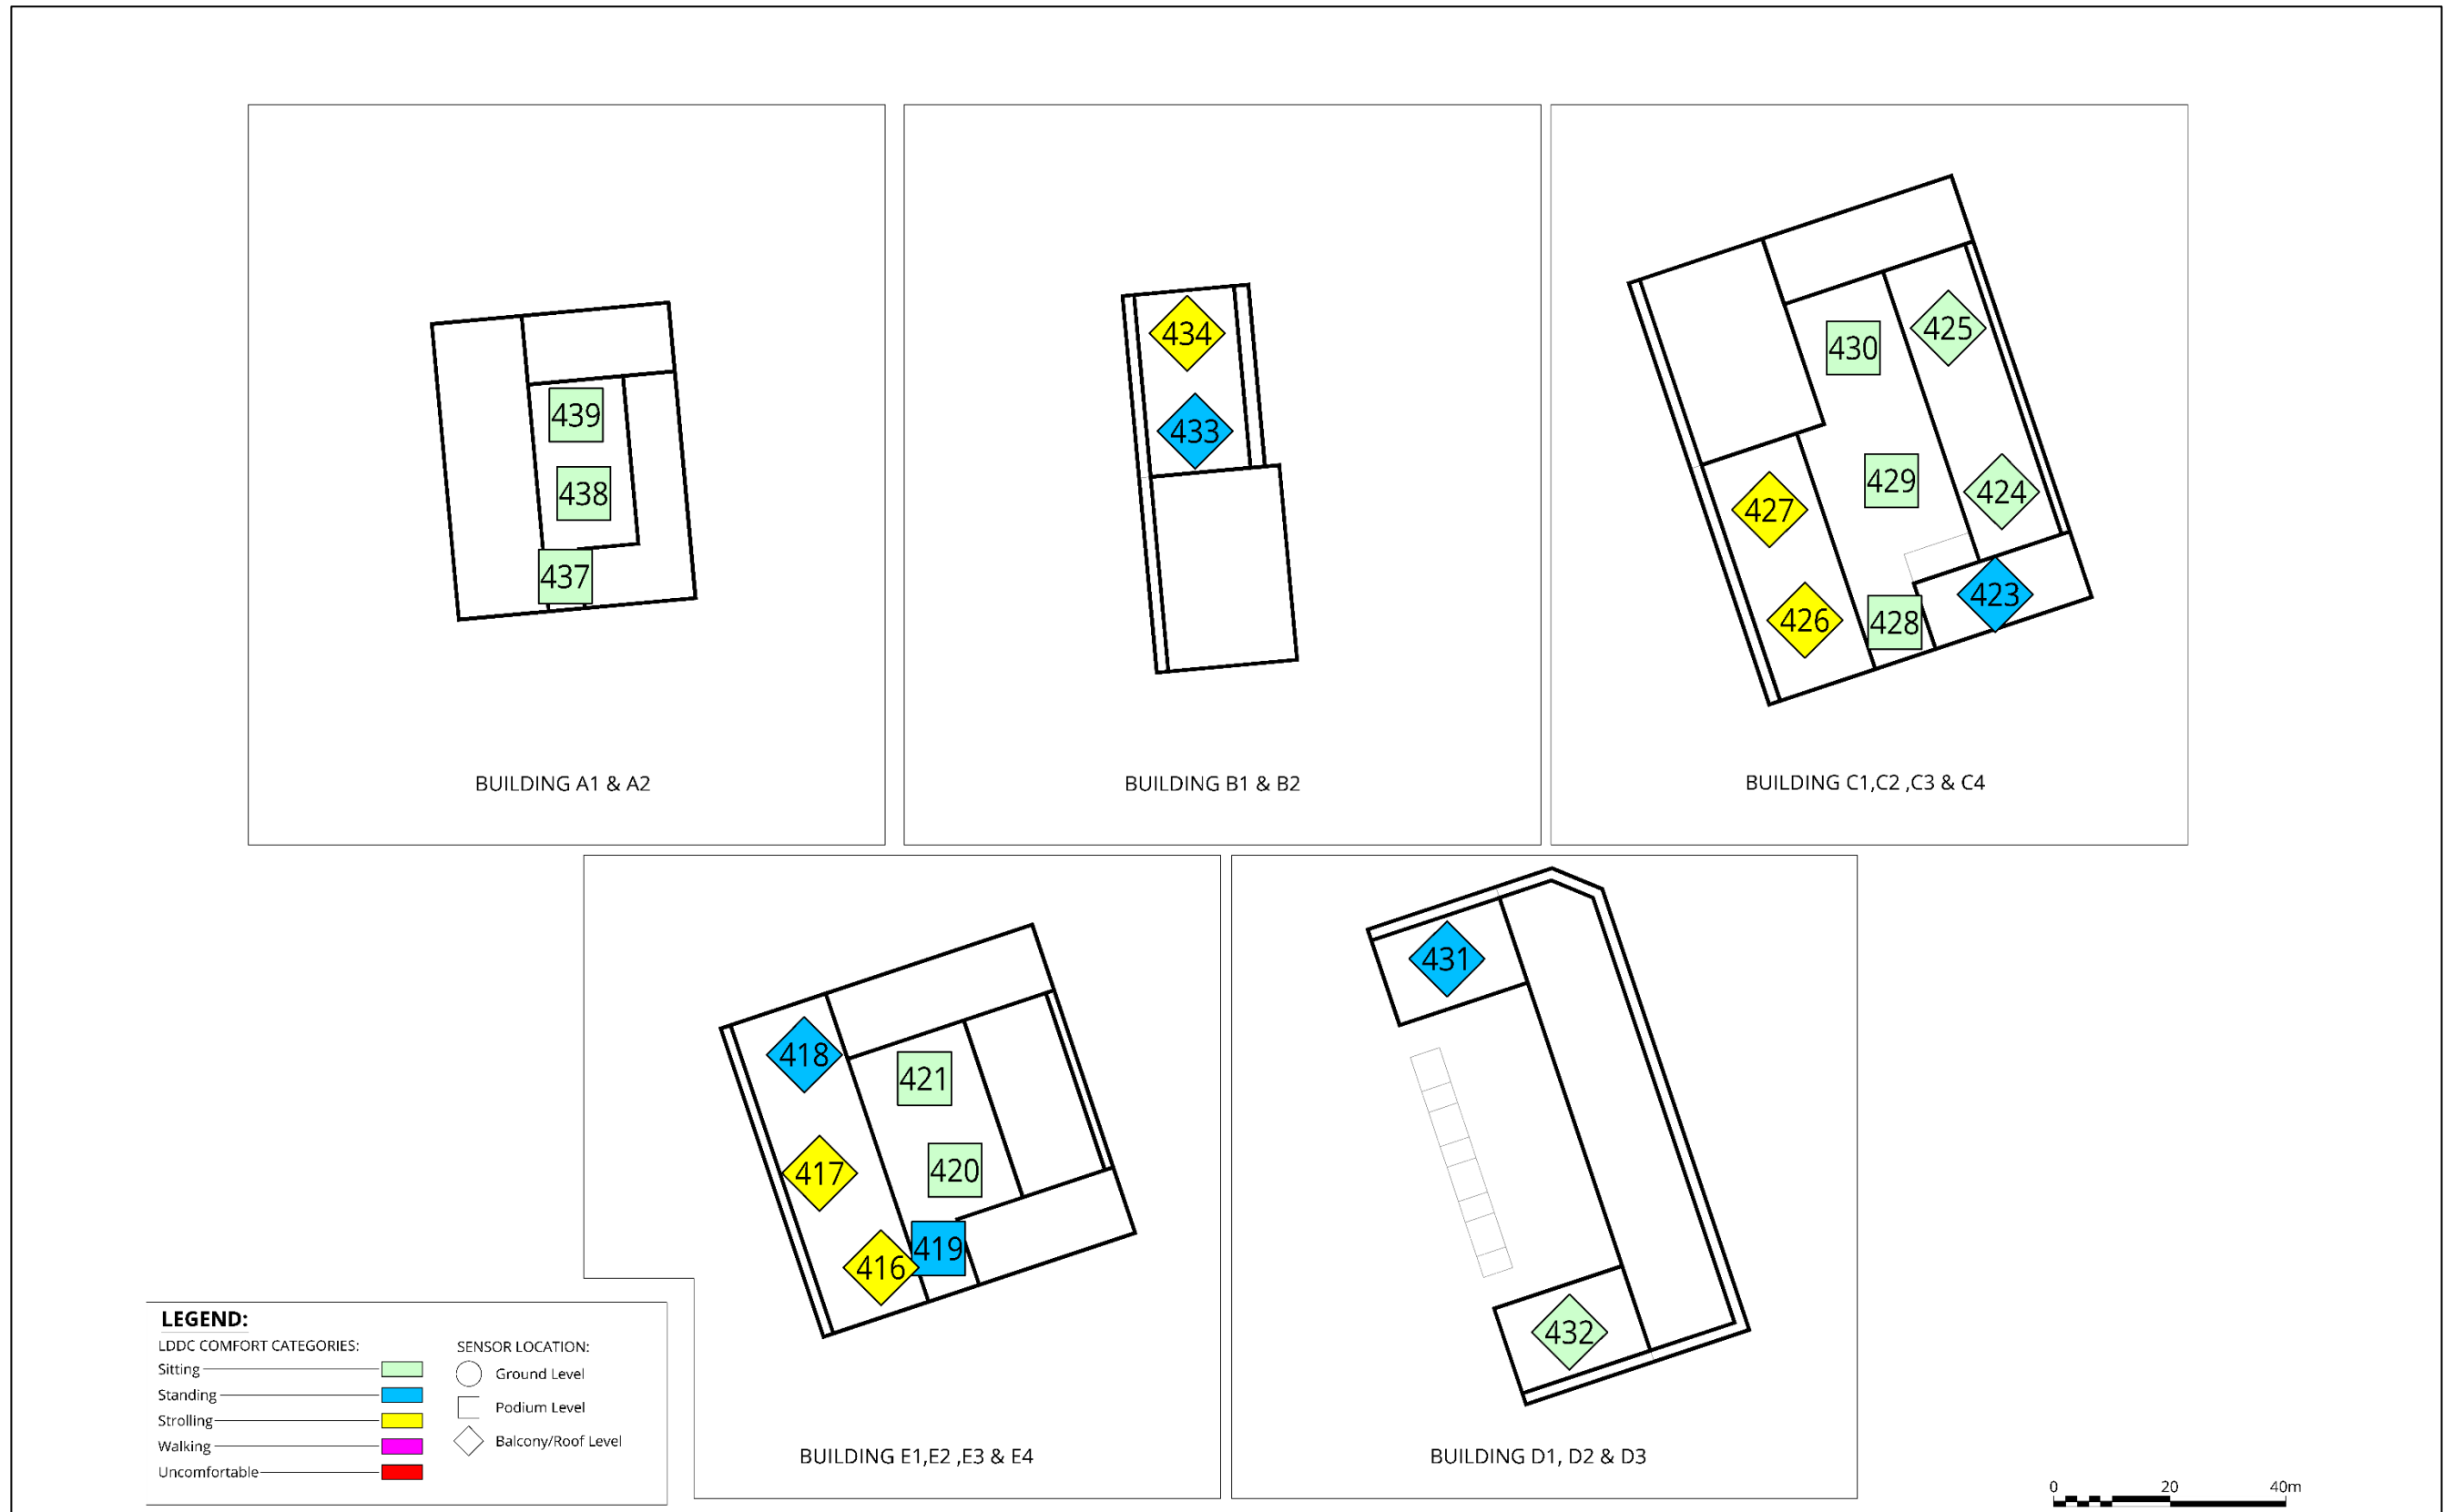 439
438
437
BUILDING A1 & A2
434
433
BUILDING B1 & B2
425
430
429
424
427
423
426
428
BUILDING C1,C2 ,C3 & C4
418
421
417
420
419
416
BUILDING E1,E2 ,E3 & E4
431
432
BUILDING D1, D2 & D3
LEGEND:
LDDC COMFORT CATEGORIES:
Sitting
Standing
Strolling
Walking
Uncomfortable
SENSOR LOCATION:
Ground Level
Podium Level
Balcony/Roof Level
0 20 40m